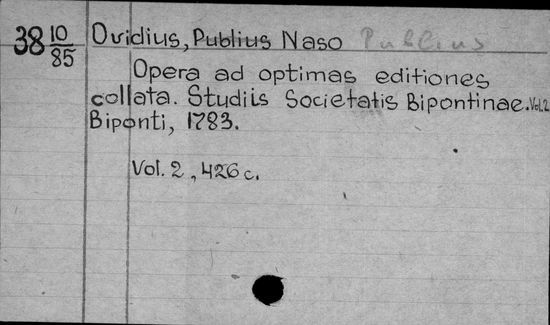 38 10/85 Ovidius, Publius Naso Publius
Opera ad optimas editiones
collata. Studiis Societatis Bipontinae. Vol.2
Biponti, 1783.
Vol. 2, 426 c.